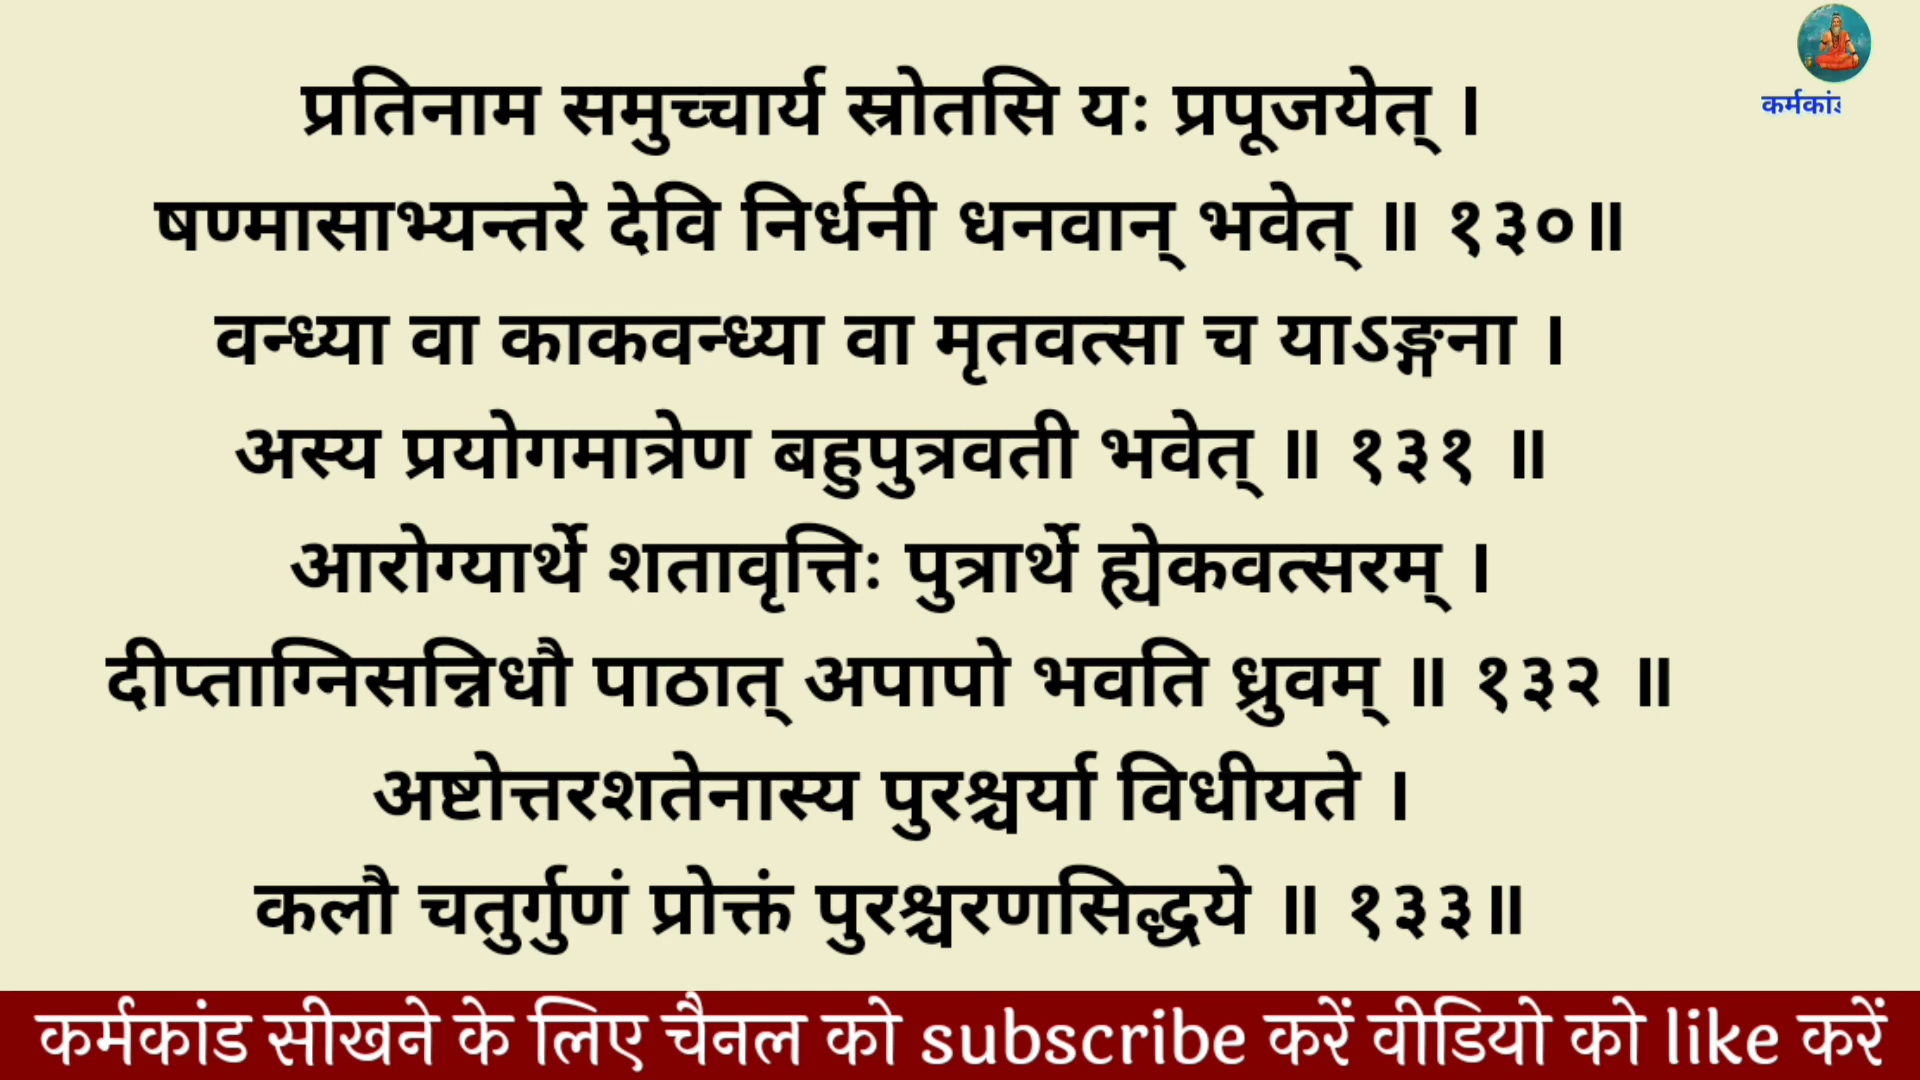 प्रतिनाम समुच्चार्य स्रोतसि यः प्रपूजयेत् ।
षण्मासाभ्यन्तरे देवि निर्धनी धनवान् भवेत् ॥ १३०॥
वन्ध्या वा काकवन्ध्या वा मृतवत्सा च याऽङ्गना ।
अस्य प्रयोगमात्रेण बहुपुत्रवती भवेत् ॥ १३१ ॥
आरोग्यार्थे शतावृत्तिः पुत्रार्थे ह्येकवत्सरम् ।
दीप्ताग्निसन्निधौ पाठात् अपापो भवति ध्रुवम् ॥ १३२ ॥
अष्टोत्तरशतेनास्य पुरश्चर्या विधीयते ।
कलौ चतुर्गुणं प्रोक्तं पुरश्चरणसिद्धये ॥ १३३॥
कर्मकांड सीखने के लिए चैनल को subscribe करें वीडियो को like करें